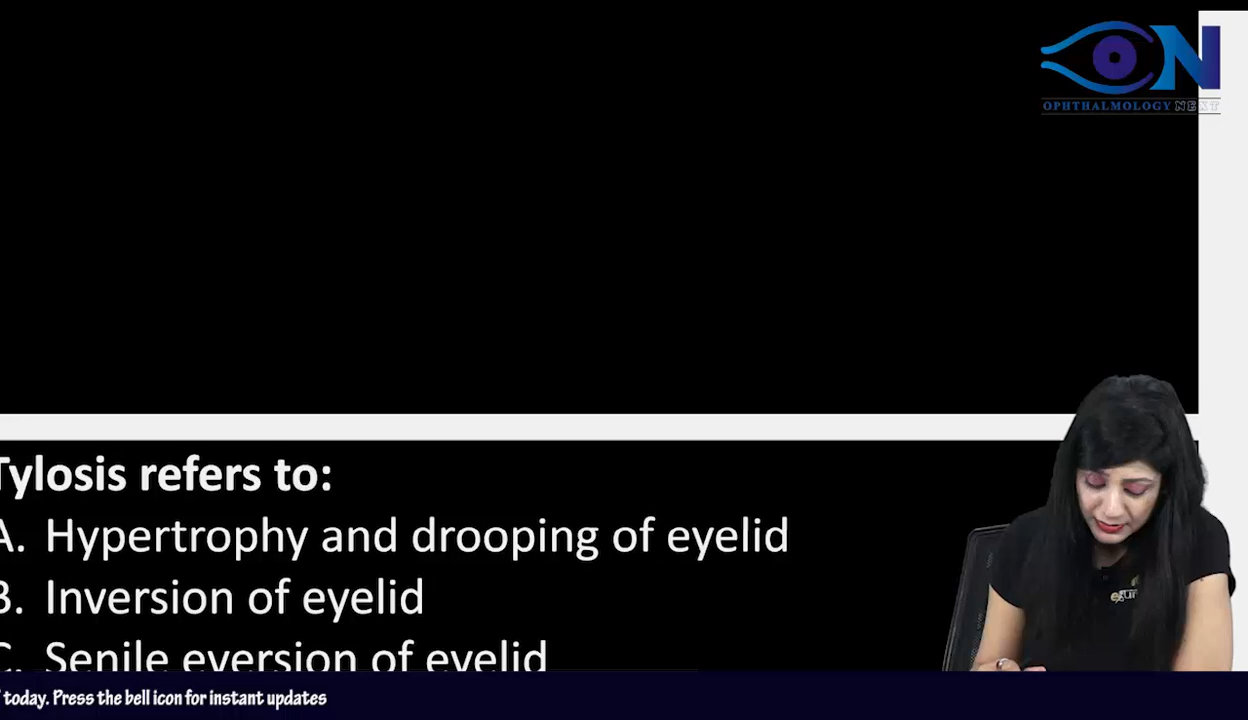 ON
OPHTHALMOLOGY NEXT
Tylosis refers to:
A. Hypertrophy and drooping of eyelid
B. Inversion of eyelid
C. Senile eversion of eyelid
today. Press the bell icon for instant updates